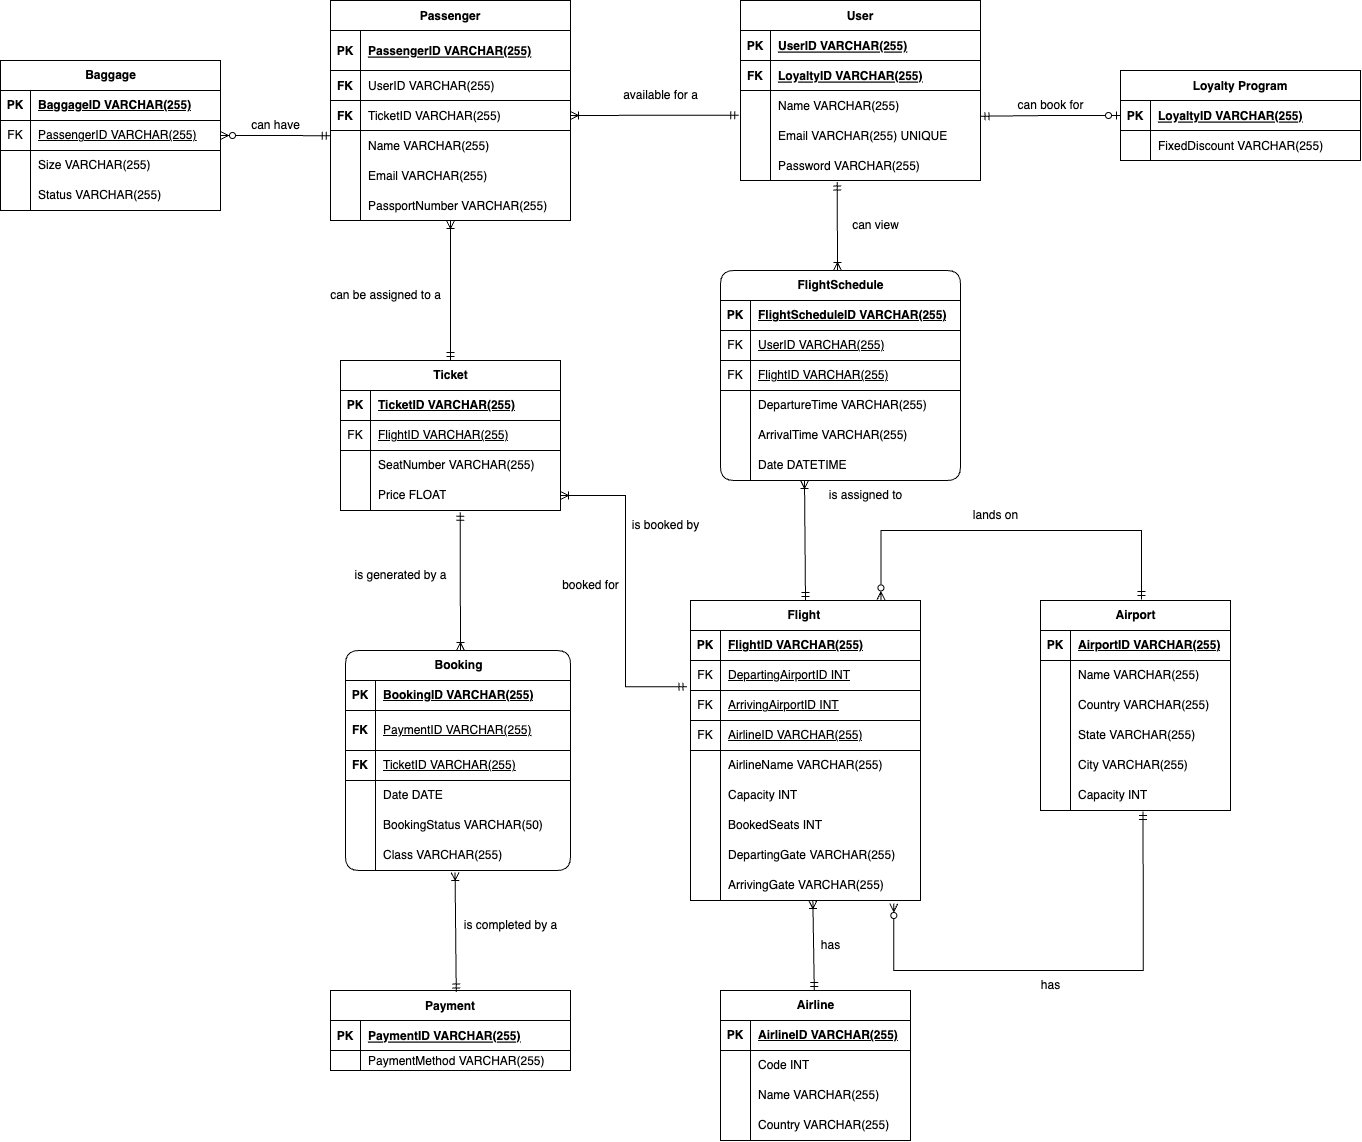 Passenger
PK PassengerID VARCHAR(255)
FK UserID VARCHAR(255)
FK TicketID VARCHAR(255)
Name VARCHAR(255)
Email VARCHAR(255)
PassportNumber VARCHAR(255)
User
PK UserID VARCHAR(255)
FK LoyaltyID VARCHAR(255)
Name VARCHAR(255)
Email VARCHAR(255) UNIQUE
Password VARCHAR(255)
Baggage
PK BaggageID VARCHAR(255)
FK PassengerID VARCHAR(255)
Size VARCHAR(255)
Status VARCHAR(255)
Loyalty Program
PK LoyaltyID VARCHAR(255)
FixedDiscount VARCHAR(255)
can have
available for a
can book for
can view
can be assigned to a
FlightSchedule
PK FlightScheduleID VARCHAR(255)
FK UserID VARCHAR(255)
FK FlightID VARCHAR(255)
DepartureTime VARCHAR(255)
ArrivalTime VARCHAR(255)
Date DATETIME
Ticket
PK TicketID VARCHAR(255)
FK FlightID VARCHAR(255)
SeatNumber VARCHAR(255)
Price FLOAT
is assigned to
lands on
is booked by
booked for
is generated by a
Flight
PK FlightID VARCHAR(255)
FK DepartingAirportID INT
FK ArrivingAirportID INT
FK AirlineID VARCHAR(255)
AirlineName VARCHAR(255)
Capacity INT
BookedSeats INT
DepartingGate VARCHAR(255)
ArrivingGate VARCHAR(255)
Airport
PK AirportID VARCHAR(255)
Name VARCHAR(255)
Country VARCHAR(255)
State VARCHAR(255)
City VARCHAR(255)
Capacity INT
Booking
PK BookingID VARCHAR(255)
FK PaymentID VARCHAR(255)
FK TicketID VARCHAR(255)
Date DATE
BookingStatus VARCHAR(50)
Class VARCHAR(255)
is completed by a
has
has
Payment
PK PaymentID VARCHAR(255)
PaymentMethod VARCHAR(255)
Airline
PK AirlineID VARCHAR(255)
Code INT
Name VARCHAR(255)
Country VARCHAR(255)